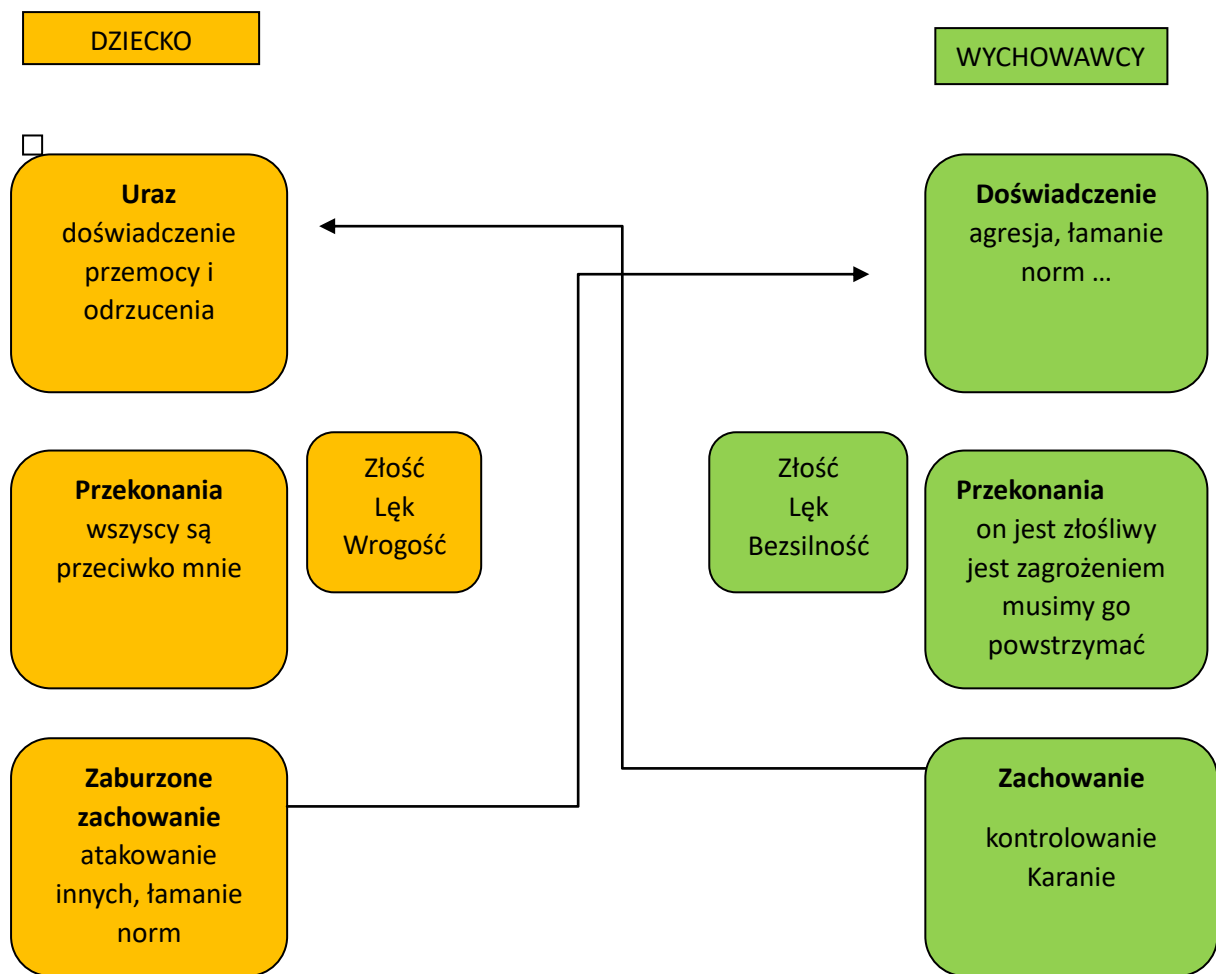 DZIECKO
WYCHOWAWCY
Uraz
doświadczenie
przemocy i
odrzucenia
Doświadczenie
agresja, łamanie
norm ...
Przekonania
wszyscy są
przeciwko mnie
Złość
Lęk
Wrogość
Złość
Lęk
Bezsilność
Przekonania
on jest złośliwy
jest zagrożeniem
musimy go
powstrzymać
Zaburzone
zachowanie
atakowanie
innych, łamanie
norm
Zachowanie
kontrolowanie
Karanie